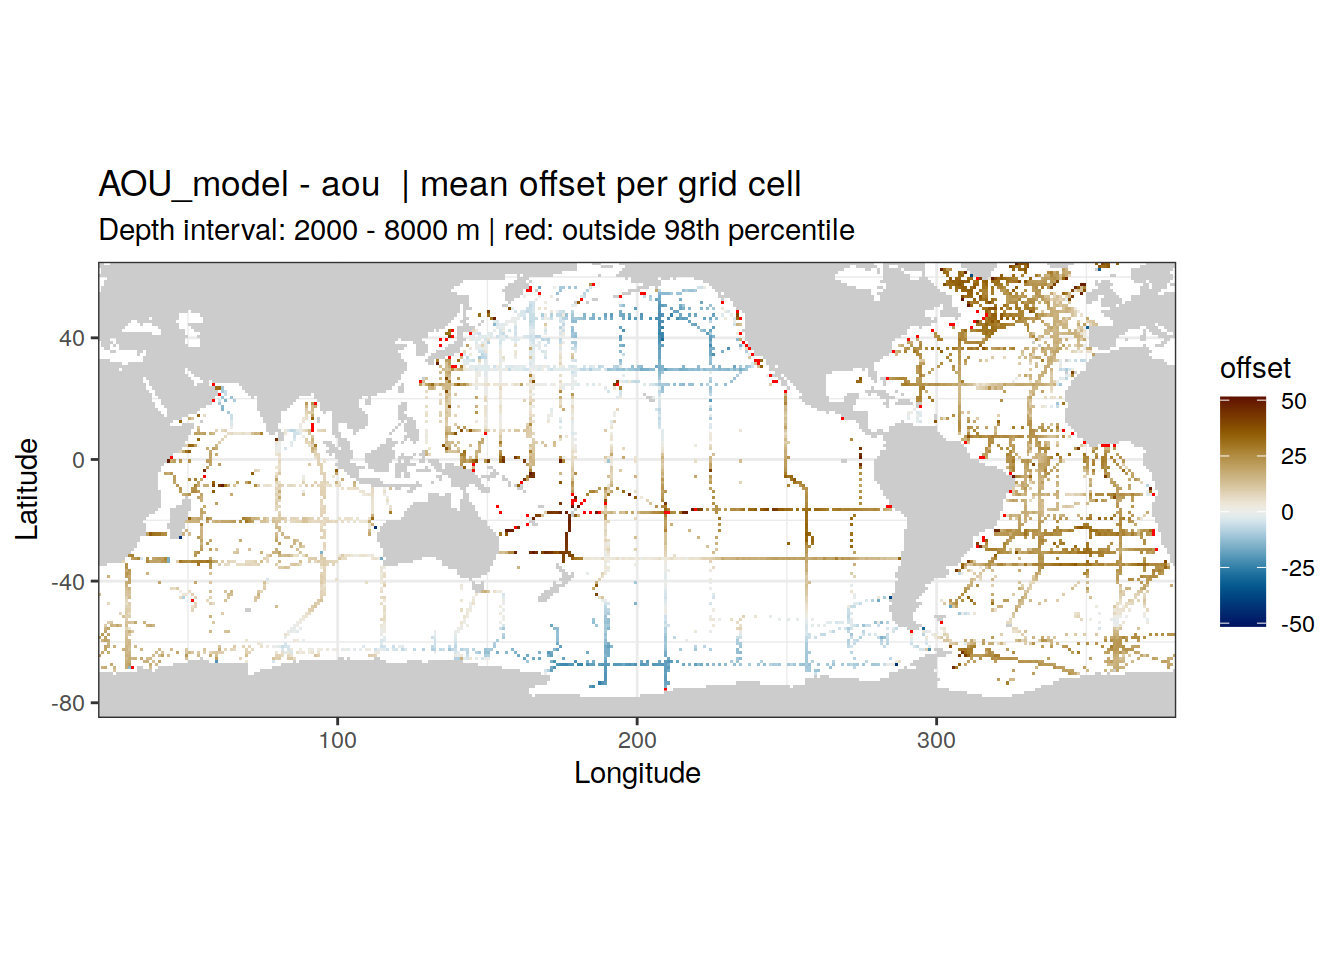 AOU_model - aou  | mean offset per grid cell
Depth interval: 2000 - 8000 m | red: outside 98th percentile
Latitude
40
0
-40
-80
100
200
300
Longitude
offset
50
25
0
-25
-50